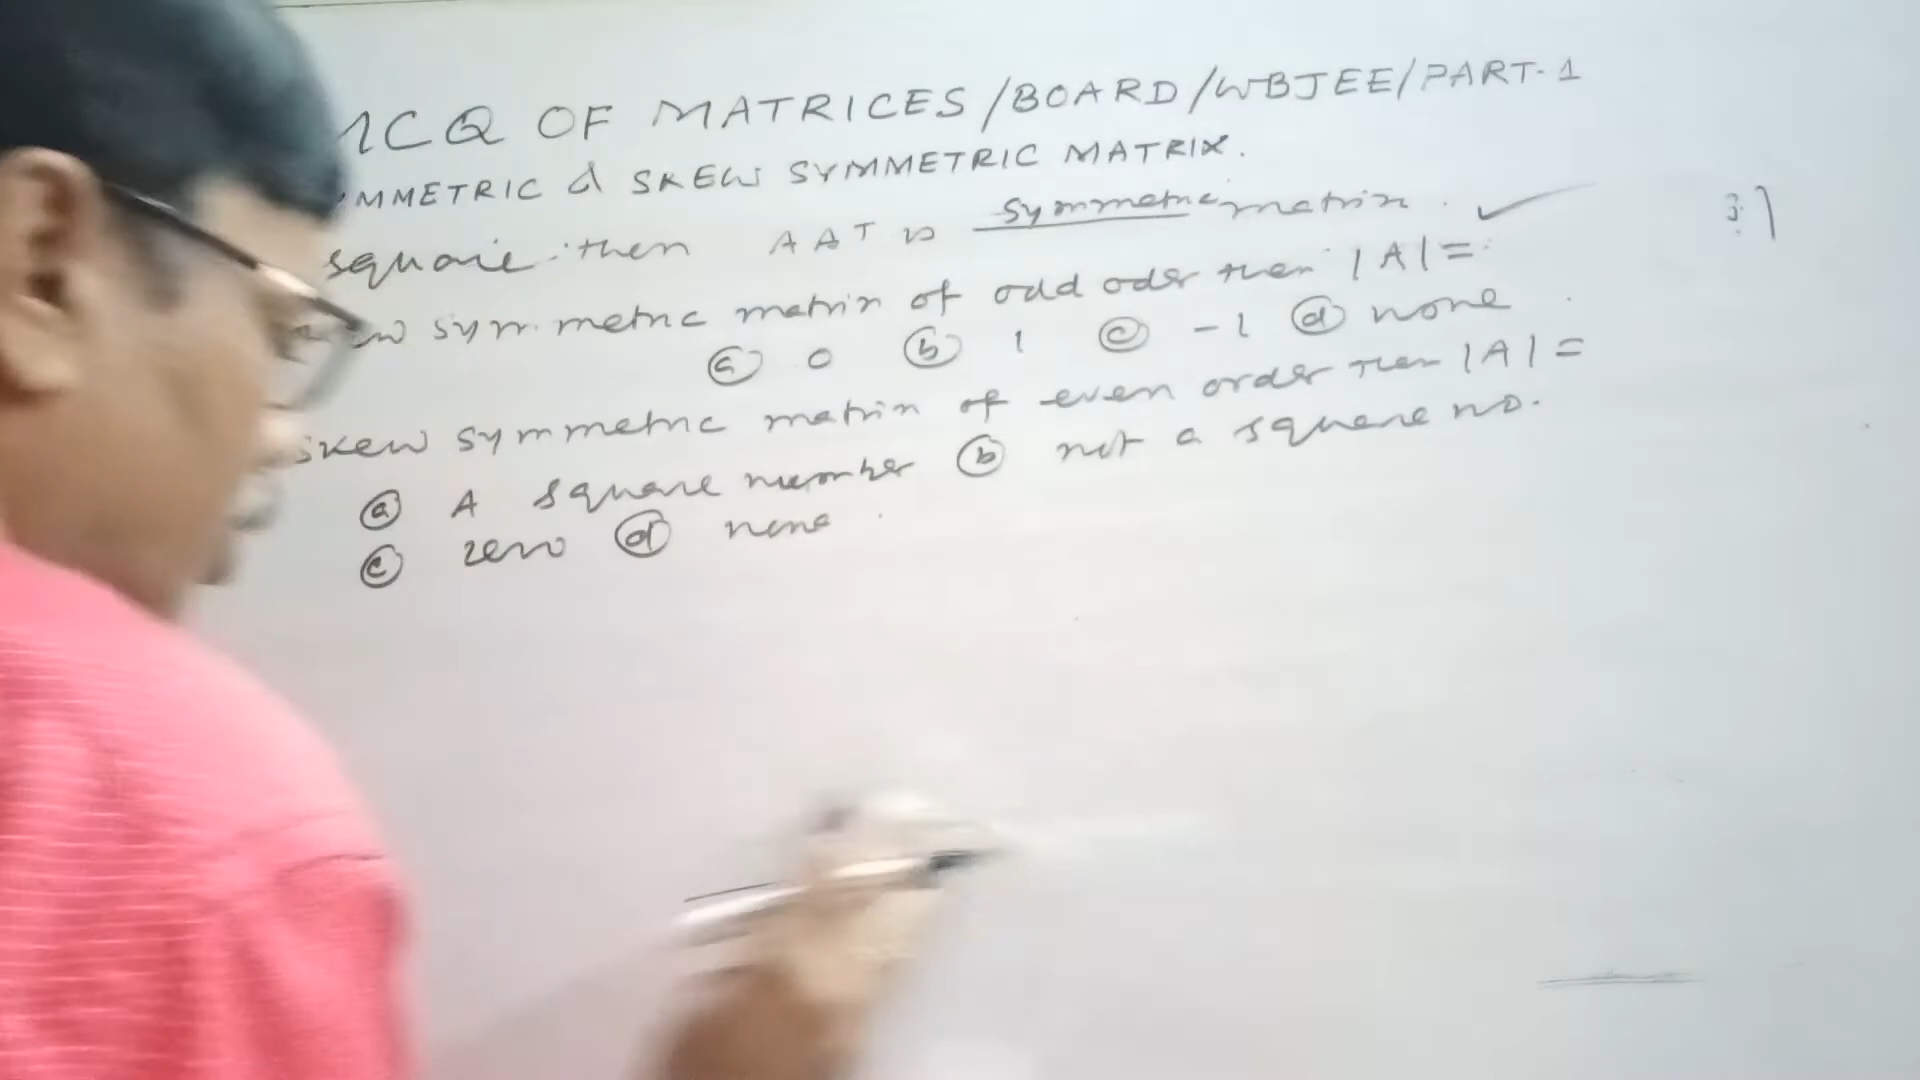 MCQ OF MATRICES/BOARD/WBJEE/PART-1
MMETRIC & SKEW SYMMETRIC MATRIX.
square then AAT is symmetric matrix.
ew symmetric matrix of odd oder then |A|=
(a) 0 (b) 1 (c) -1 (d) none
skew symmetric matrix of even order then |A|=
(a) A square number (b) not a square no.
(c) zero (d) none